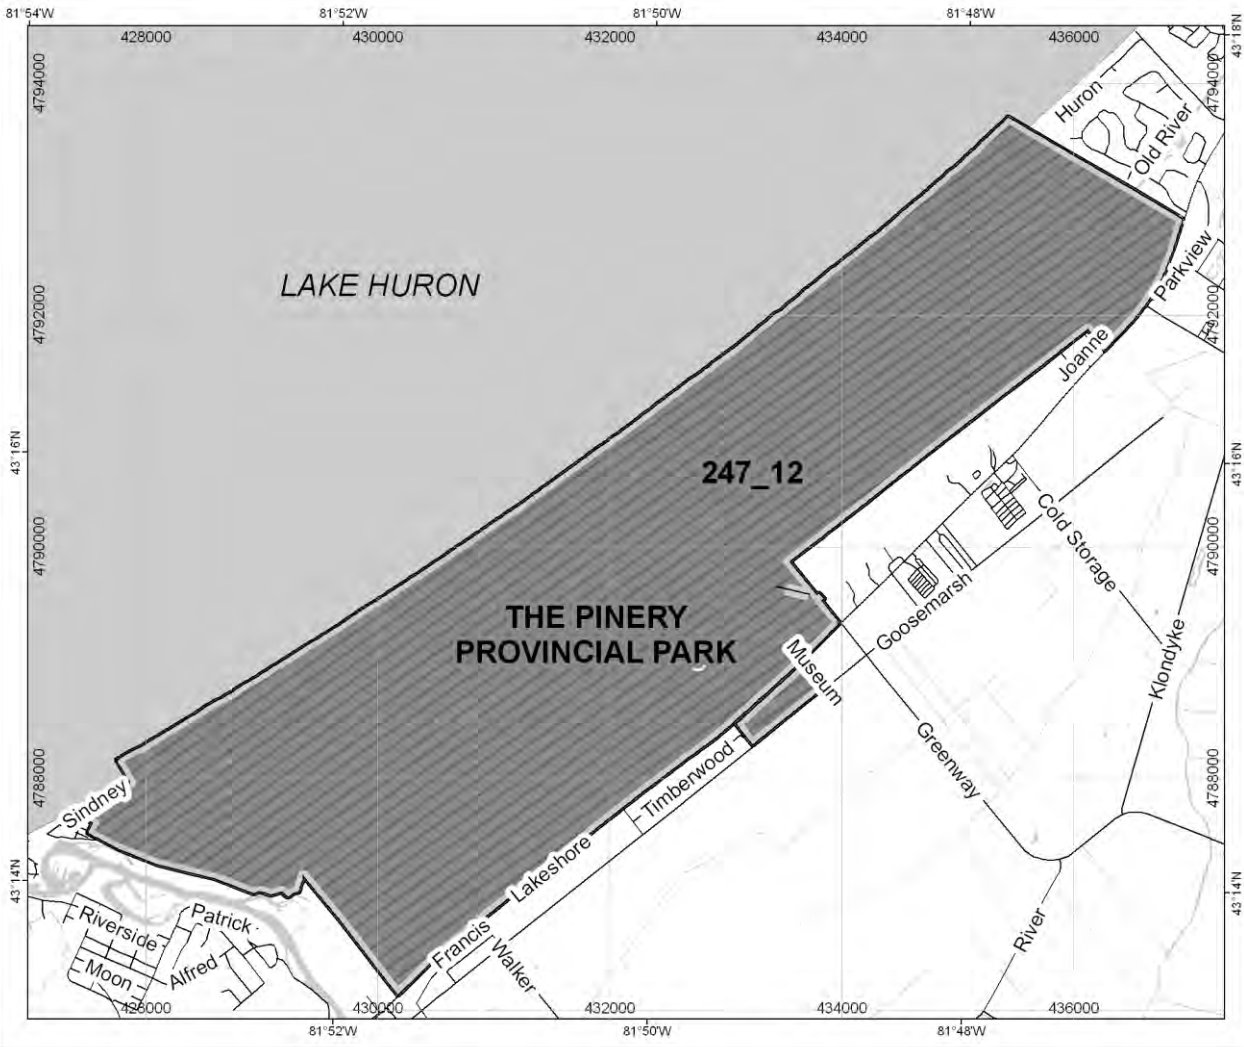 81°54'W 81°52'W 81°50'W 81°48'W
428000 430000 432000 434000 436000
43°18'N
4794000
4794000
Huron
Old River
LAKE HURON
Parkview
4792000
4792000
Joanne
43°16'N
43°16'N
247_12
Cold Storage
4790000
4790000
Goosemarsh
THE PINERY
PROVINCIAL PARK
Museum
Klondyke
Greenway
Timberwood
4788000
4788000
Sindney
Lakeshore
43°14'N
43°14'N
Riverside
Patrick
Francis
River
Moon
Alfred
Walker
428000 430000 432000 434000 436000
81°52'W 81°50'W 81°48'W